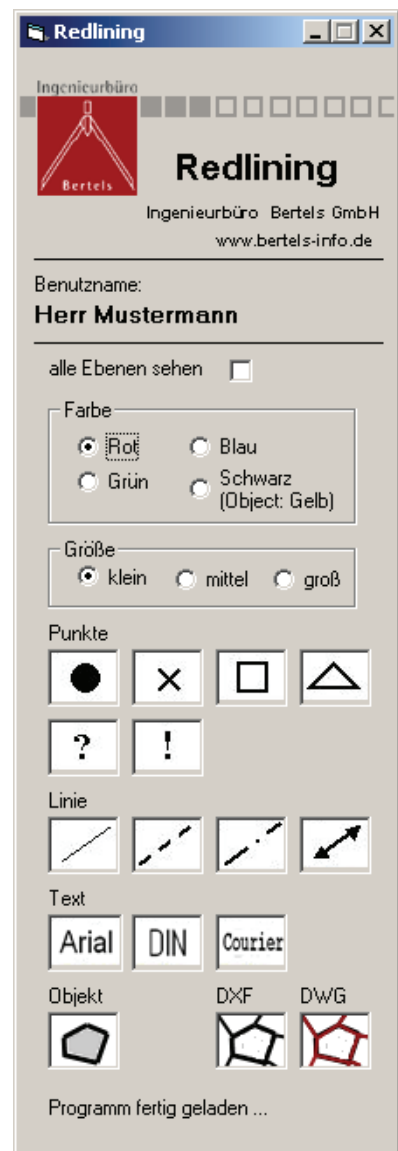 Redlining
Ingenieurbüro
Bertels
Redlining
Ingenieurbüro Bertels GmbH
www.bertels-info.de
Benutzname:
Herr Mustermann
alle Ebenen sehen
Farbe
Rot Blau
Grün Schwarz
(Object: Gelb)
Größe
klein mittel groß
Punkte
? !
Linie
Text
Arial DIN Courier
Objekt DXF DWG
Programm fertig geladen ...